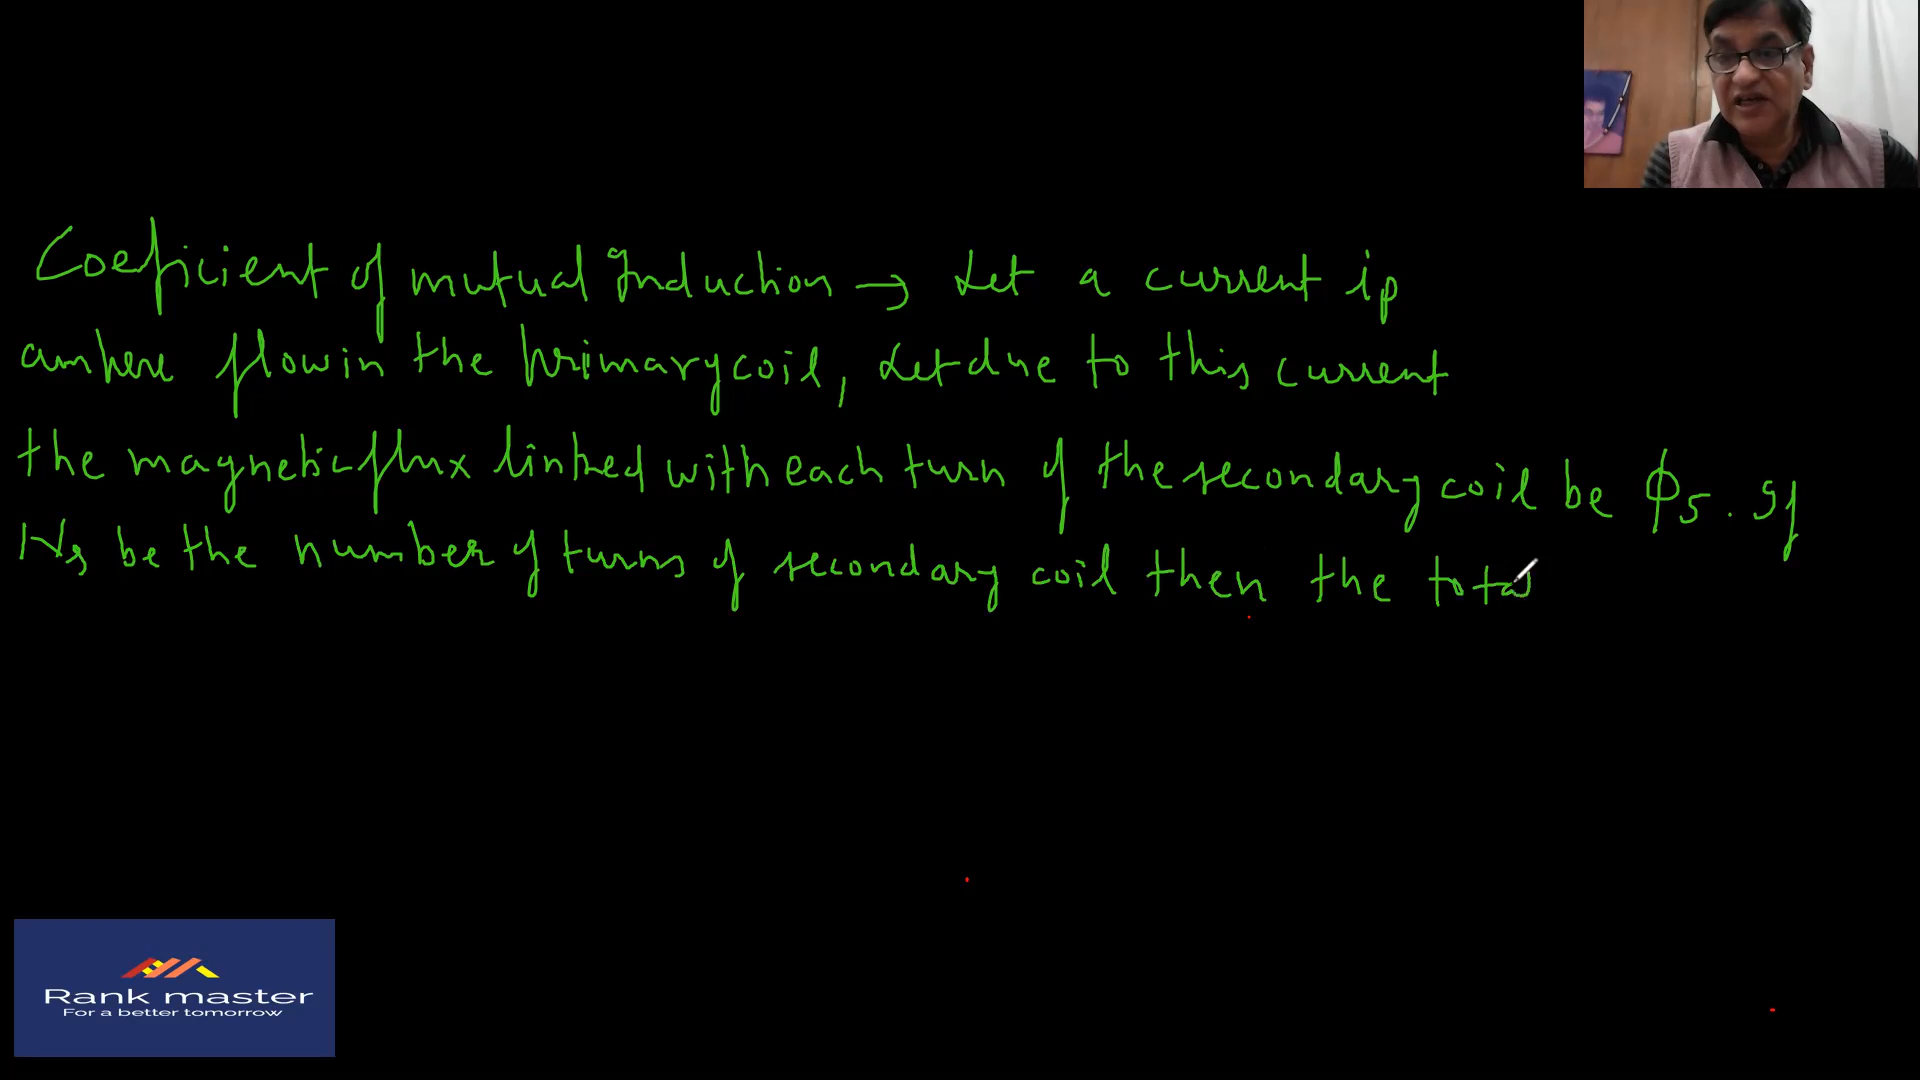 Coeficient of mutual Induction → Let a current ip
ampere flow in the primary coil, Let due to this current
the magnetic flux linked with each turn of the secondary coil be ϕs. If
Ns be the number of turns of secondary coil then the tota
Rank master
For a better tomorrow